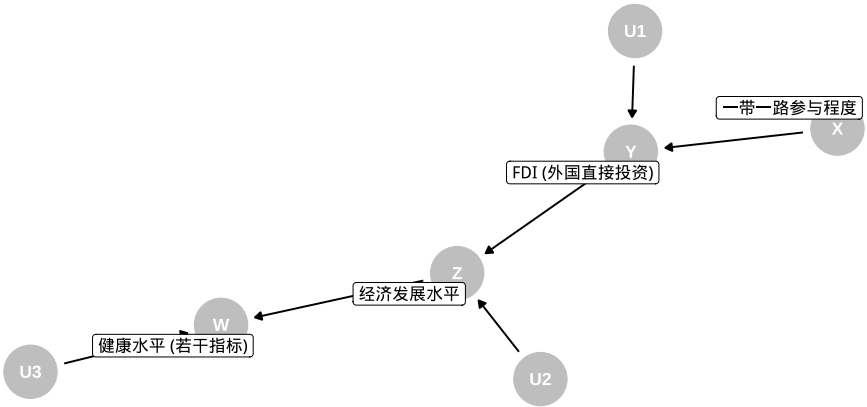 U1
一带一路参与程度
X
Y
FDI (外国直接投资)
Z
经济发展水平
W
健康水平 (若干指标)
U3
U2